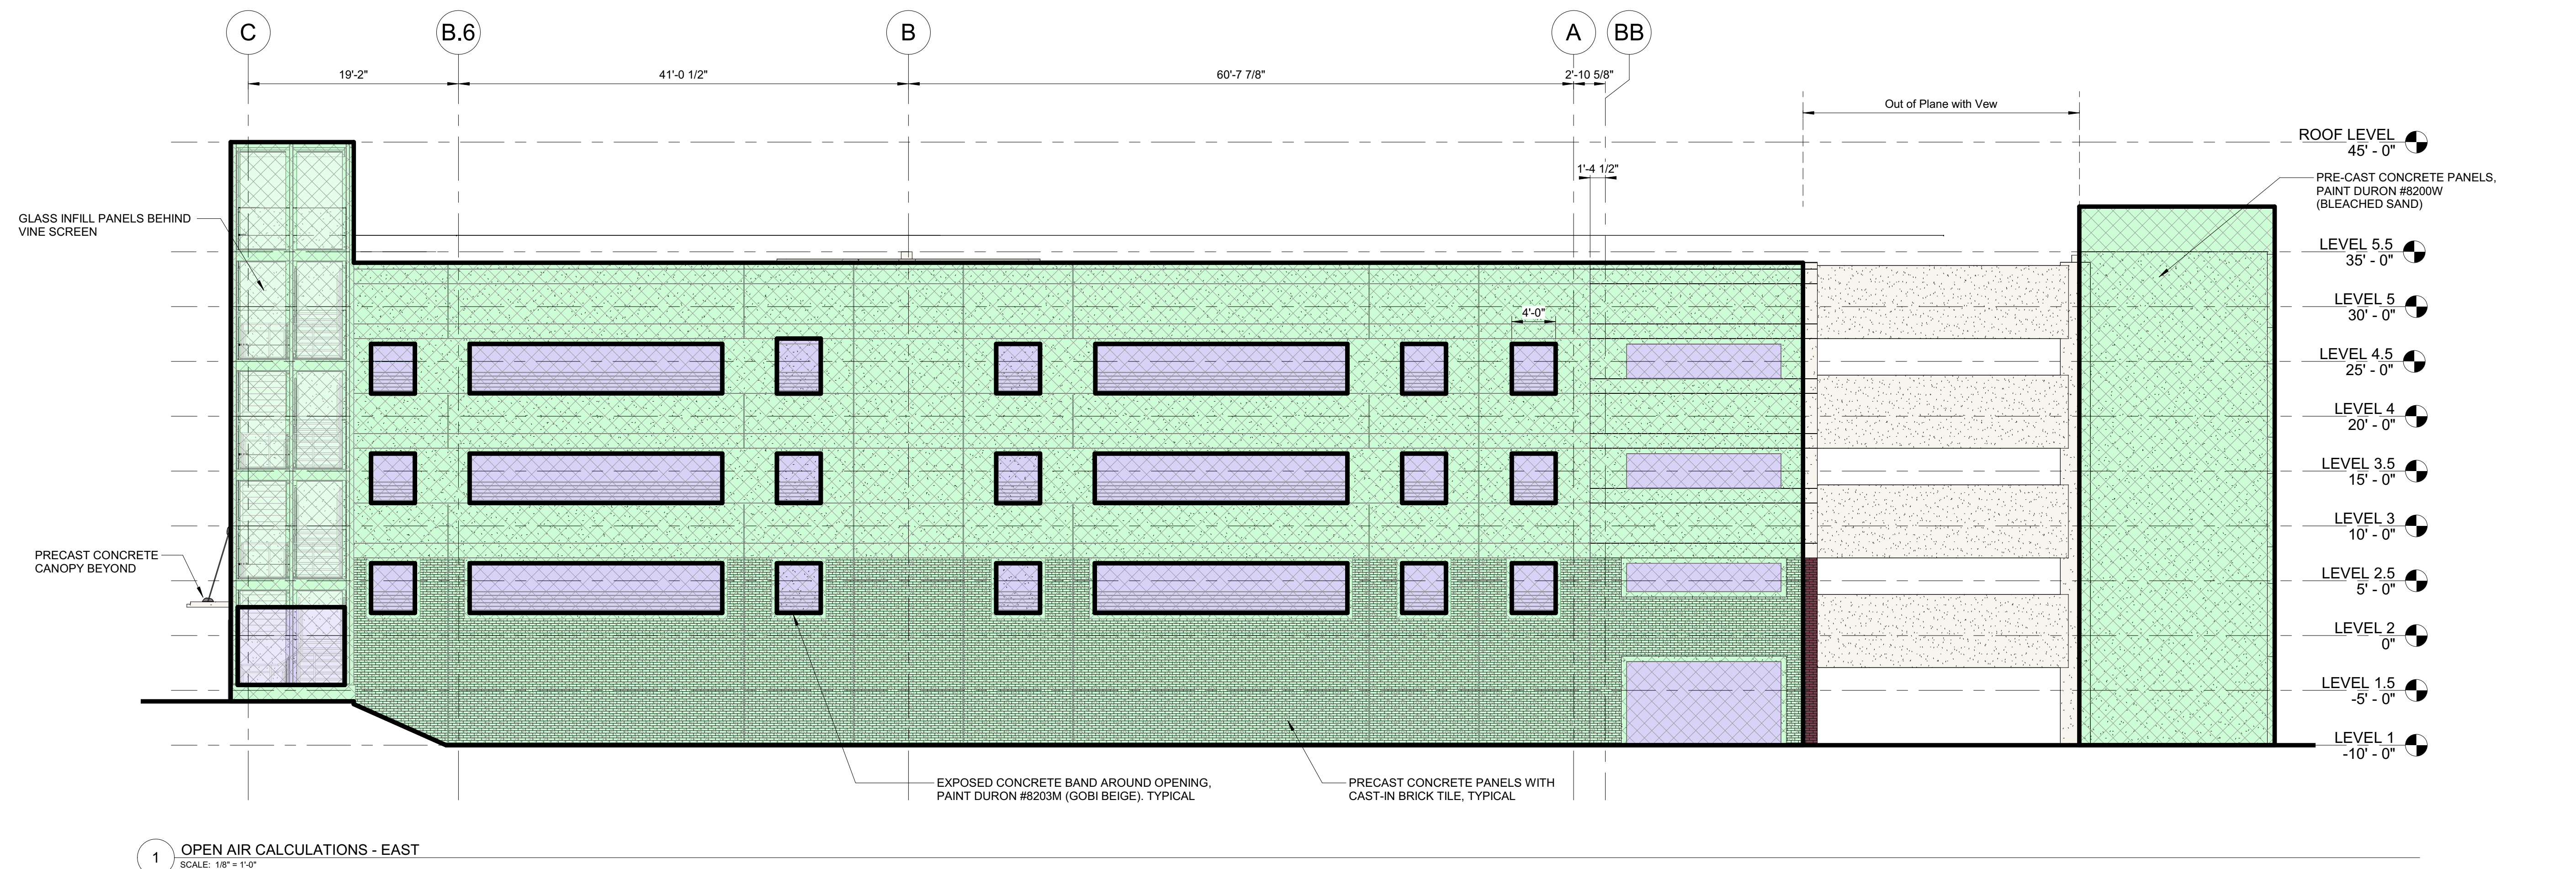 C
B.6
B
A
BB
19'-2"
41'-0 1/2"
60'-7 7/8"
2'-10 5/8"
Out of Plane with Vew
1'-4 1/2"
4'-0"
ROOF LEVEL
45' - 0"
PRE-CAST CONCRETE PANELS,
PAINT DURON #8200W
(BLEACHED SAND)
GLASS INFILL PANELS BEHIND
VINE SCREEN
LEVEL 5.5
35' - 0"
LEVEL 5
30' - 0"
LEVEL 4.5
25' - 0"
LEVEL 4
20' - 0"
LEVEL 3.5
15' - 0"
LEVEL 3
10' - 0"
PRECAST CONCRETE
CANOPY BEYOND
LEVEL 2.5
5' - 0"
LEVEL 2
0"
LEVEL 1.5
-5' - 0"
LEVEL 1
-10' - 0"
EXPOSED CONCRETE BAND AROUND OPENING,
PAINT DURON #8203M (GOBI BEIGE). TYPICAL
PRECAST CONCRETE PANELS WITH
CAST-IN BRICK TILE, TYPICAL
1
OPEN AIR CALCULATIONS - EAST
SCALE: 1/8" = 1'-0"